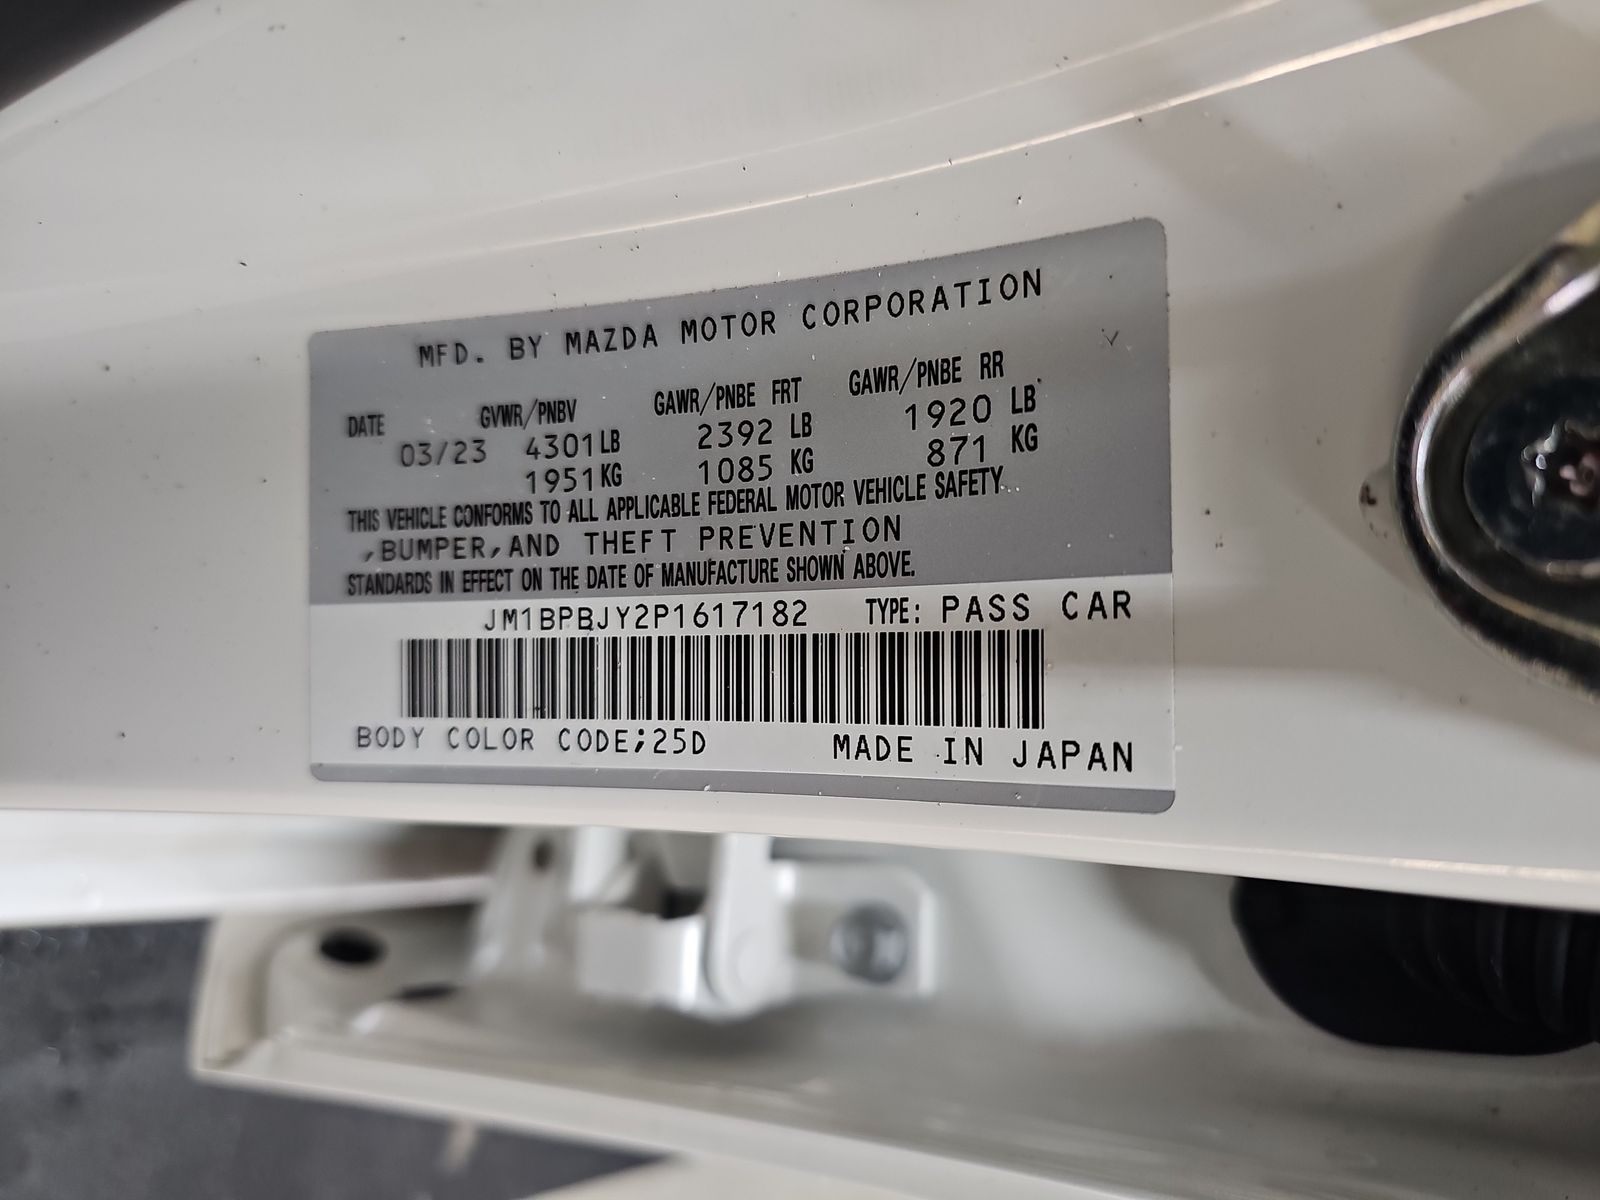 MFD. BY MAZDA MOTOR CORPORATION
DATE GVWR/PNBV GAWR/PNBE FRT GAWR/PNBE RR
03/23 4301LB 2392 LB 1920 LB
1951KG 1085 KG 871 KG
THIS VEHICLE CONFORMS TO ALL APPLICABLE FEDERAL MOTOR VEHICLE SAFETY
,BUMPER,AND THEFT PREVENTION
STANDARDS IN EFFECT ON THE DATE OF MANUFACTURE SHOWN ABOVE.
JM1BPBJY2P1617182 TYPE: PASS CAR
BODY COLOR CODE;25D MADE IN JAPAN